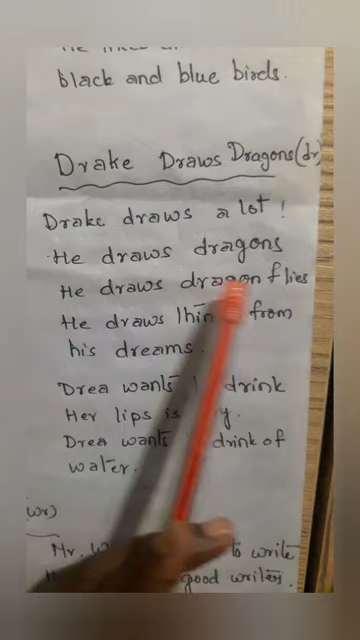 black and blue birds.
Drake Draws Dragons(dr)
Drake draws a lot!
He draws dragons
He draws dragon flies
He draws from
his dreams.
Drea wants drink
Her lips is
Drea wants drink of
water.
(wr)
Mr. to write
good writer.